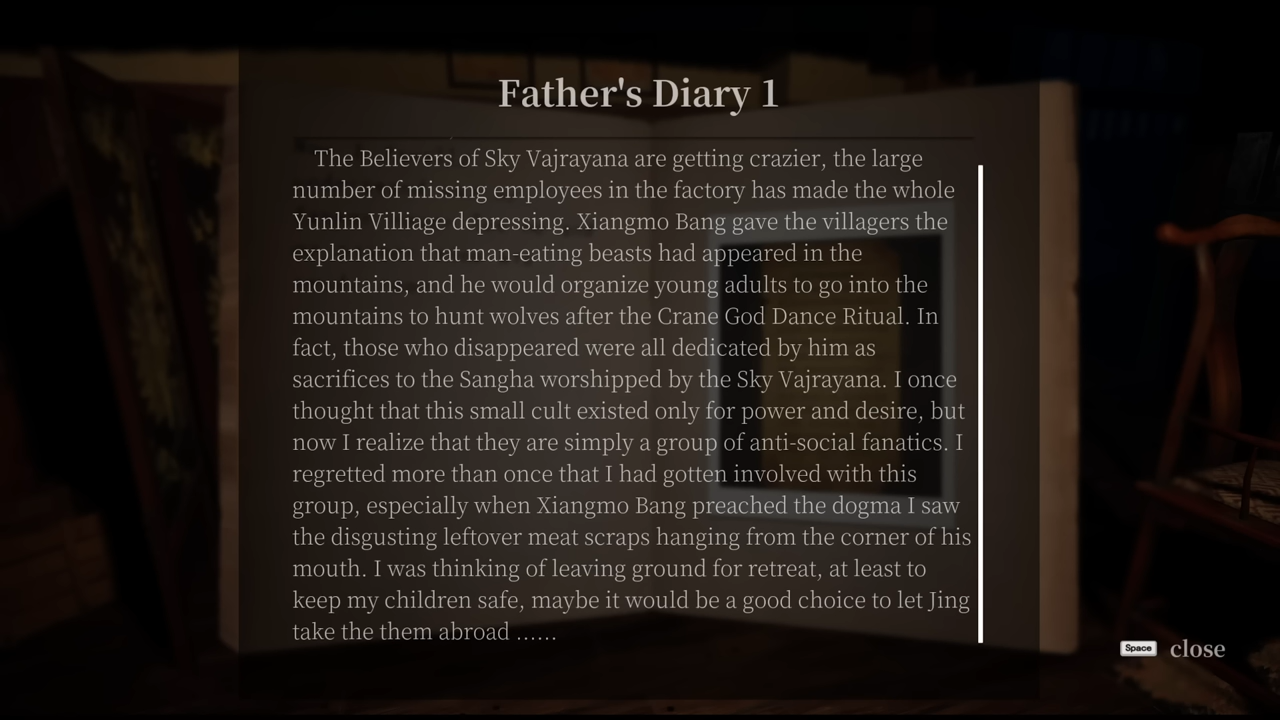 Father's Diary 1
The Believers of Sky Vajrayana are getting crazier, the large
number of missing employees in the factory has made the whole
Yunlin Villiage depressing. Xiangmo Bang gave the villagers the
explanation that man-eating beasts had appeared in the
mountains, and he would organize young adults to go into the
mountains to hunt wolves after the Crane God Dance Ritual. In
fact, those who disappeared were all dedicated by him as
sacrifices to the Sangha worshipped by the Sky Vajrayana. I once
thought that this small cult existed only for power and desire, but
now I realize that they are simply a group of anti-social fanatics. I
regretted more than once that I had gotten involved with this
group, especially when Xiangmo Bang preached the dogma I saw
the disgusting leftover meat scraps hanging from the corner of his
mouth. I was thinking of leaving ground for retreat, at least to
keep my children safe, maybe it would be a good choice to let Jing
take the them abroad ......
Space close